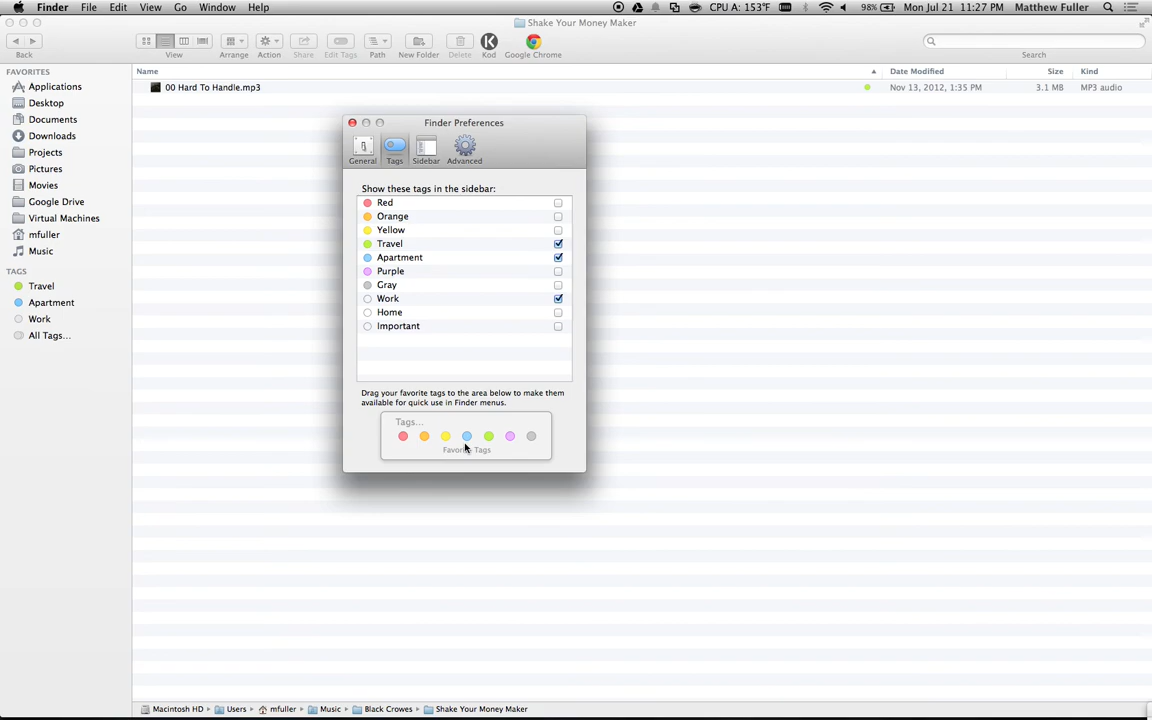 Finder File Edit View Go Window Help CPU A: 153°F 98% Mon Jul 21 11:27 PM Matthew Fuller
Shake Your Money Maker
Back View Arrange Action Share Edit Tags Path New Folder Delete Kod Google Chrome Search
FAVORITES
Applications
Desktop
Documents
Downloads
Projects
Pictures
Movies
Google Drive
Virtual Machines
mfuller
Music
TAGS
Travel
Apartment
Work
All Tags...
Name Date Modified Size Kind
00 Hard To Handle.mp3 Nov 13, 2012, 1:35 PM 3.1 MB MP3 audio
Finder Preferences
General Tags Sidebar Advanced
Show these tags in the sidebar:
Red
Orange
Yellow
Travel
Apartment
Purple
Gray
Work
Home
Important
Drag your favorite tags to the area below to make them
available for quick use in Finder menus.
Tags...
Favorite Tags
Macintosh HD Users mfuller Music Black Crowes Shake Your Money Maker